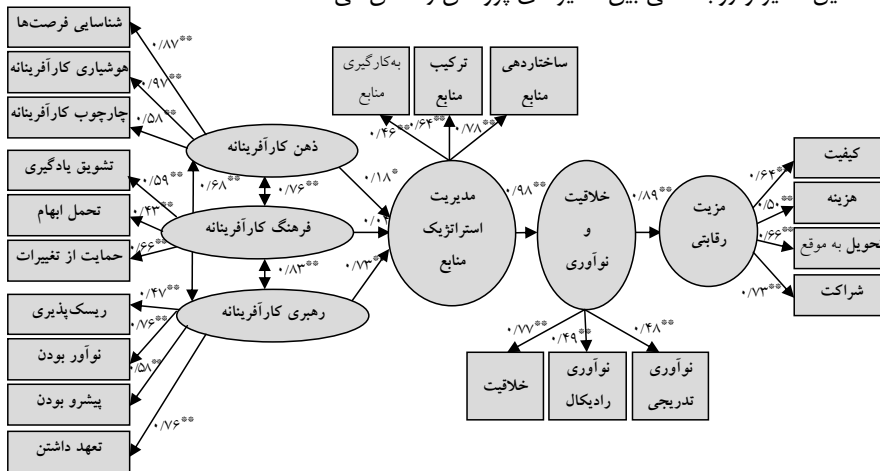 شناسایی فرصت‌ها
هوشیاری کارآفرینانه
چارچوب کارآفرینانه
تشویق یادگیری
تحمل ابهام
حمایت از تغییرات
ریسک‌پذیری
نوآور بودن
پیشرو بودن
تعهد داشتن
۰/۸۷**
۰/۹۷**
۰/۵۸**
۰/۵۹**
۰/۴۳**
۰/۶۶**
۰/۴۷**
۰/۷۶**
۰/۵۸**
۰/۷۶**
ذهن کارآفرینانه
۰/۶۸**
۰/۷۶**
فرهنگ کارآفرینانه
۰/۸۳**
رهبری کارآفرینانه
۰/۱۸*
۰/۷۳**
به‌کارگیری
منابع
ترکیب
منابع
ساختاردهی
منابع
۰/۴۶**
۰/۶۴**
۰/۷۸**
مدیریت
استراتژیک
منابع
۰/۹۸**
خلاقیت
و
نوآوری
۰/۸۹**
مزیت
رقابتی
۰/۷۷**
۰/۴۹**
۰/۴۸**
خلاقیت
نوآوری
رادیکال
نوآوری
تدریجی
۰/۶۴*
۰/۵۰**
۰/۶۶**
۰/۷۳**
کیفیت
هزینه
تحویل به موقع
شراکت